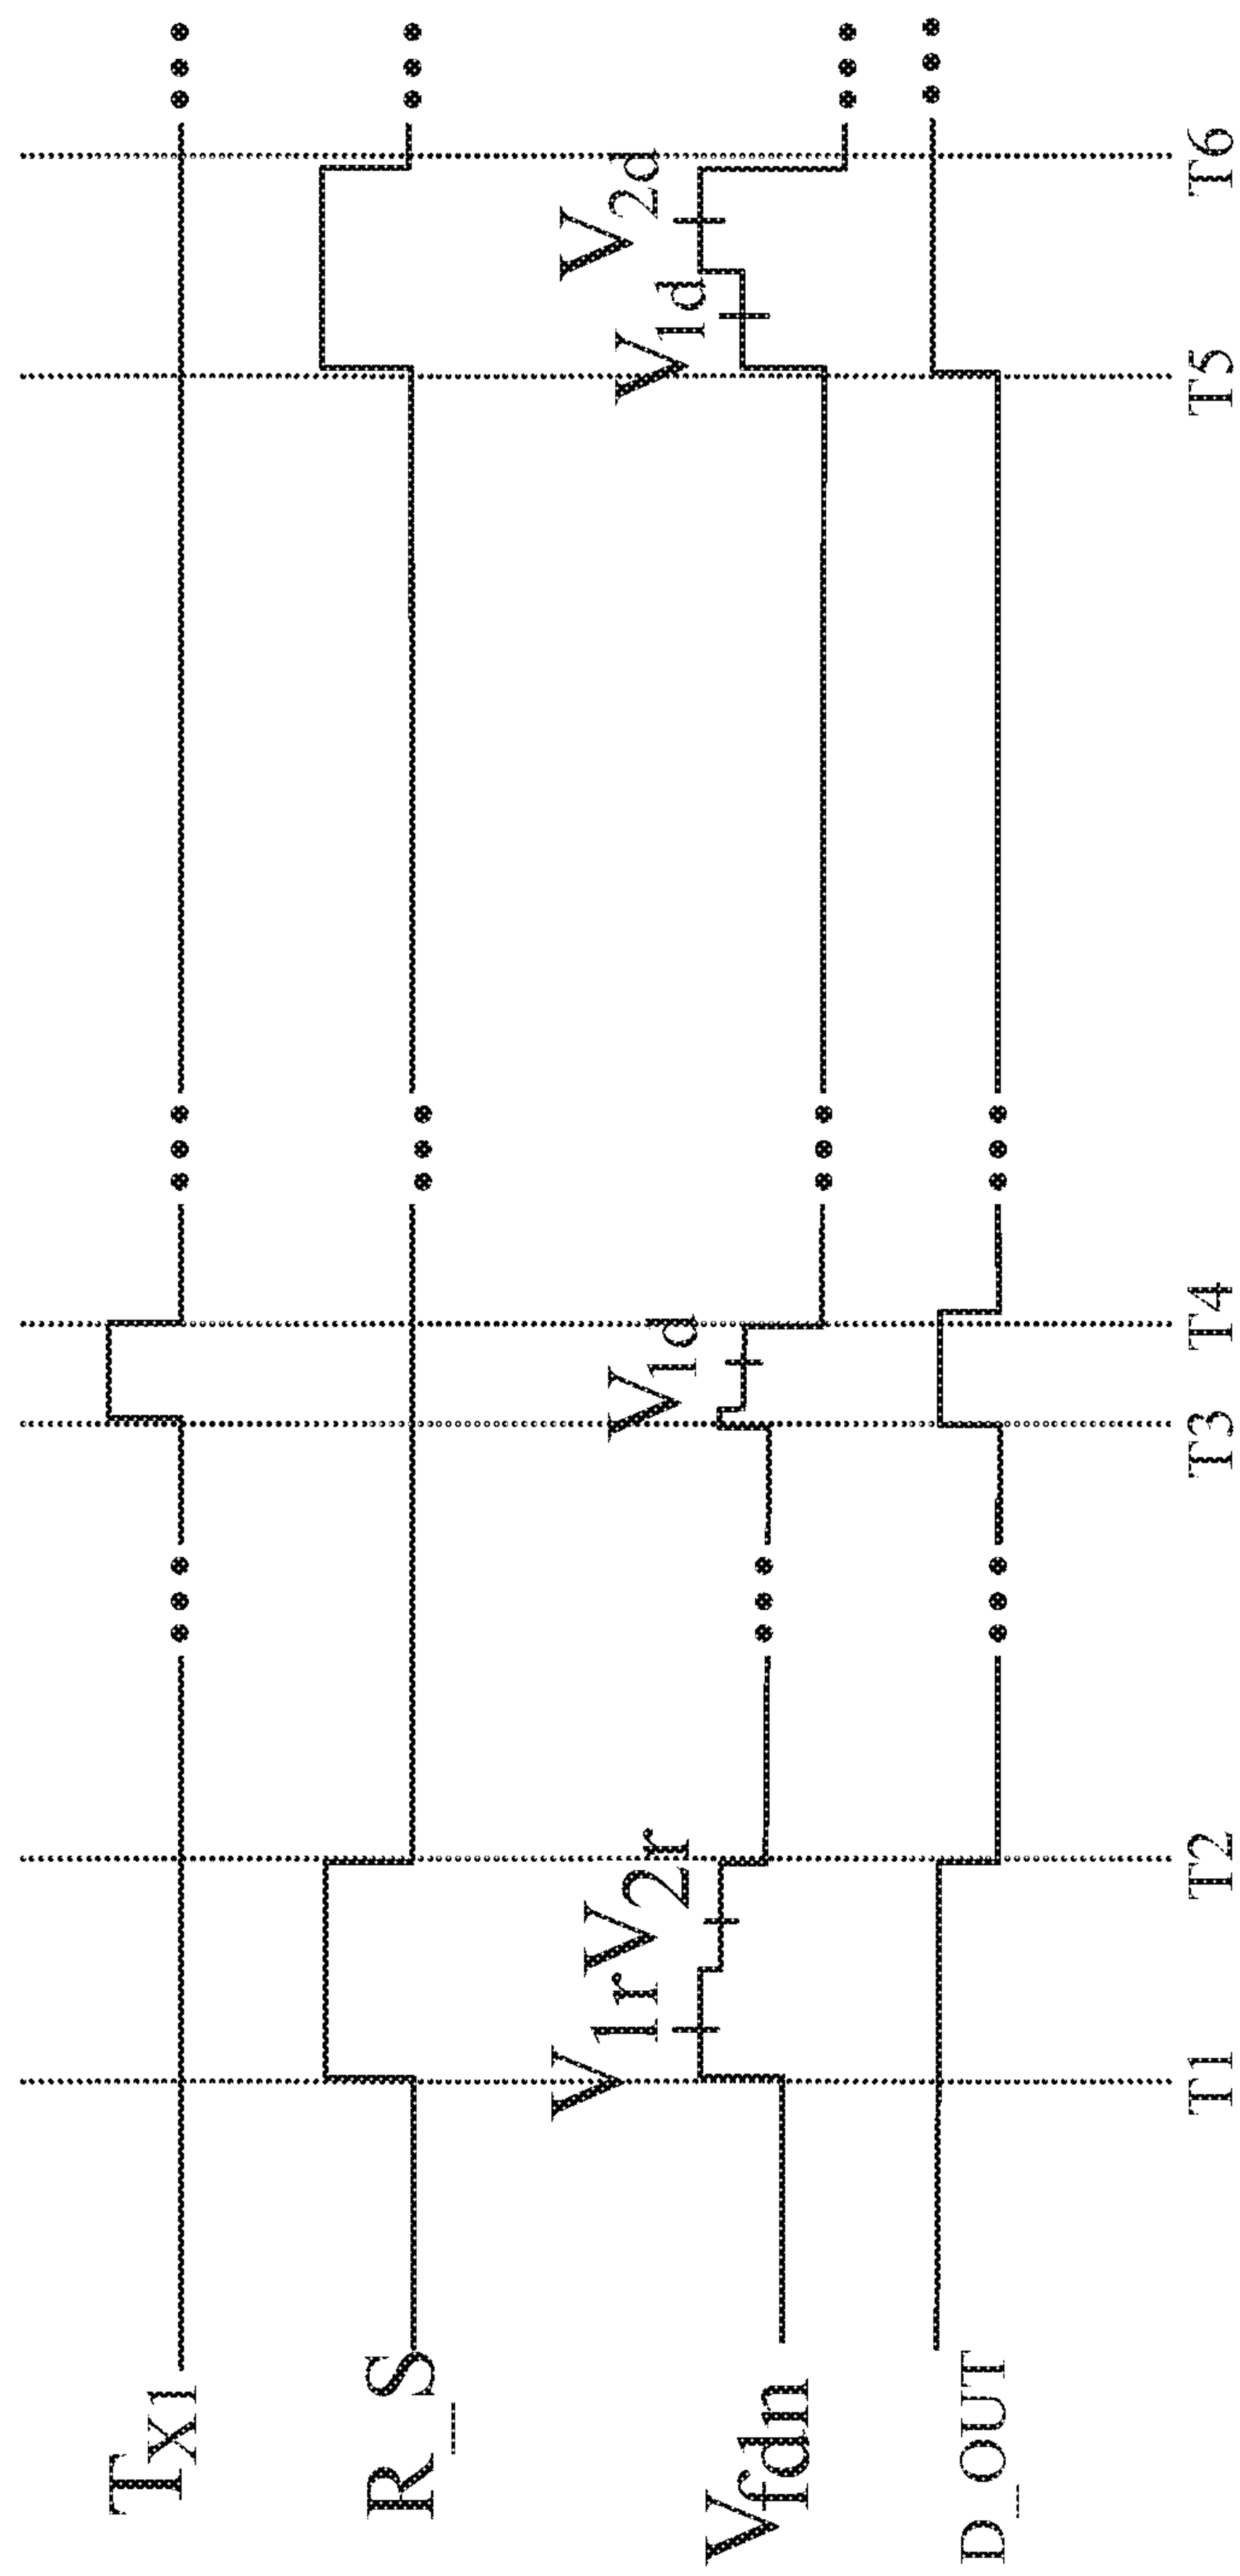 Tx1
R_S
V1r V2r V1d V1d V2d
Vfdn
D_OUT
T1 T2 T3 T4 T5 T6